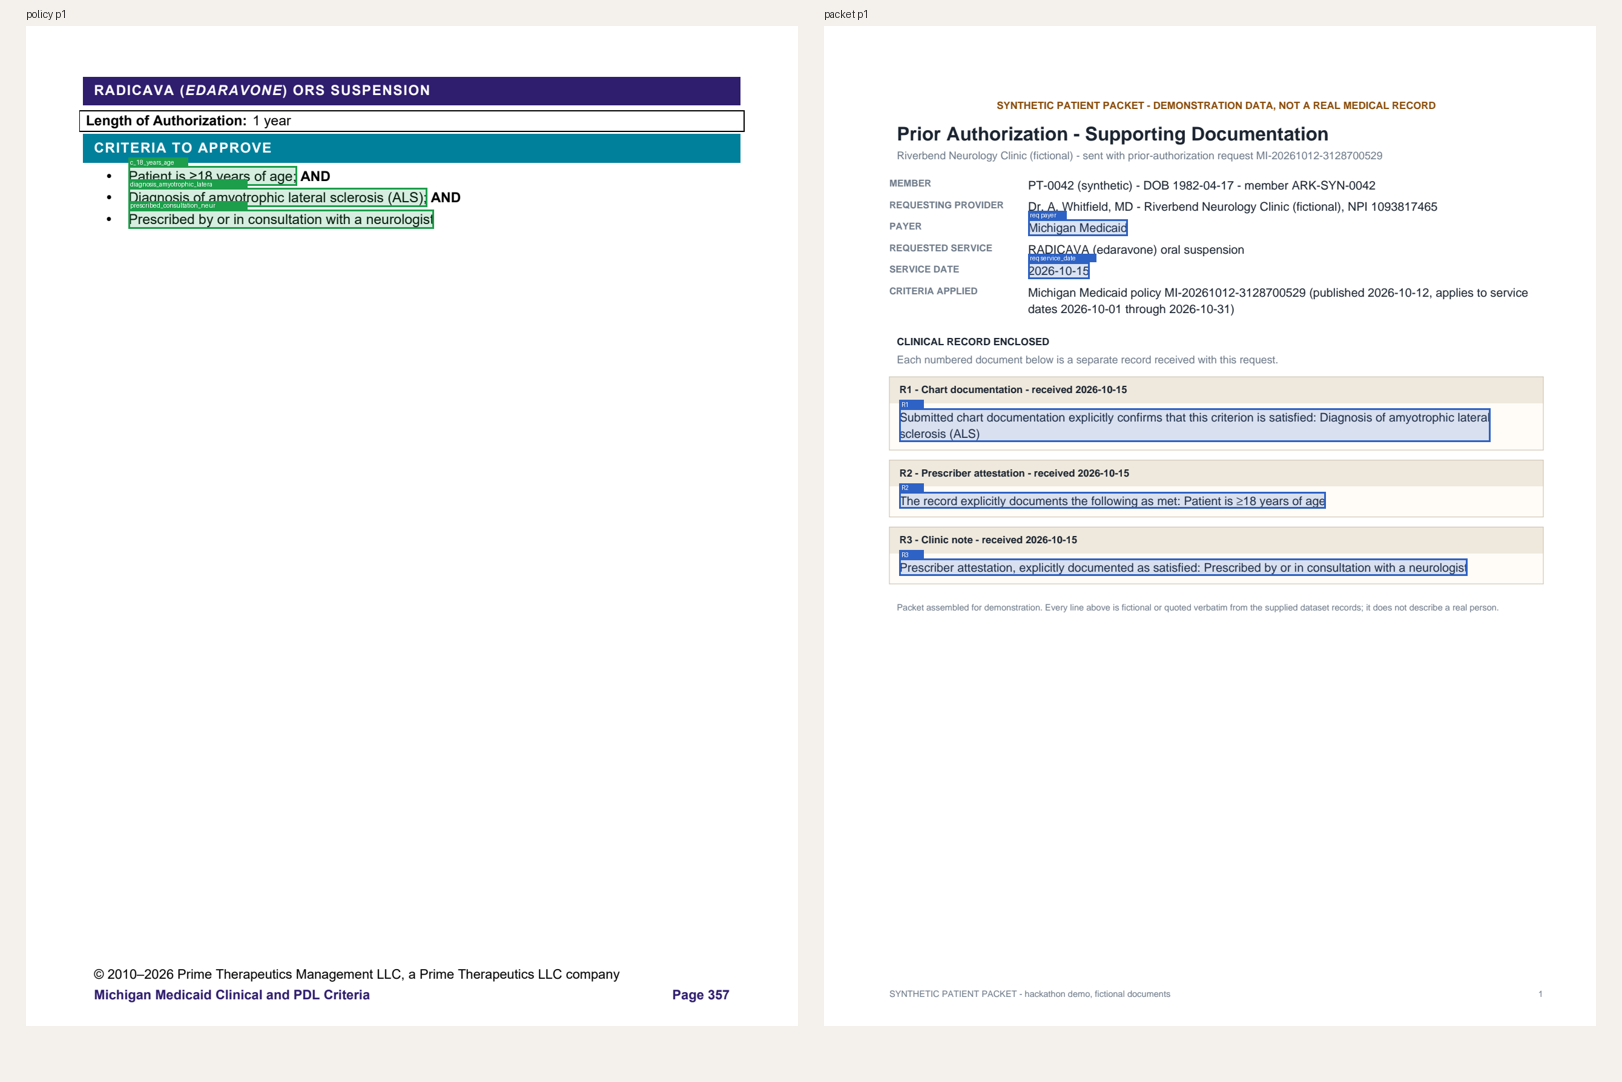 policy p1
RADICAVA (EDARAVONE) ORS SUSPENSION
Length of Authorization: 1 year
CRITERIA TO APPROVE
c_18_years_age
• Patient is ≥18 years of age; AND
diagnosis_amyotrophic_latera
• Diagnosis of amyotrophic lateral sclerosis (ALS); AND
prescribed_consultation_neur
• Prescribed by or in consultation with a neurologist
© 2010–2026 Prime Therapeutics Management LLC, a Prime Therapeutics LLC company
Michigan Medicaid Clinical and PDL Criteria Page 357
packet p1
SYNTHETIC PATIENT PACKET - DEMONSTRATION DATA, NOT A REAL MEDICAL RECORD
Prior Authorization - Supporting Documentation
Riverbend Neurology Clinic (fictional) - sent with prior-authorization request MI-20261012-3128700529
MEMBER PT-0042 (synthetic) - DOB 1982-04-17 - member ARK-SYN-0042
REQUESTING PROVIDER Dr. A. Whitfield, MD - Riverbend Neurology Clinic (fictional), NPI 1093817465
req payer
PAYER Michigan Medicaid
REQUESTED SERVICE RADICAVA (edaravone) oral suspension
req service_date
SERVICE DATE 2026-10-15
CRITERIA APPLIED Michigan Medicaid policy MI-20261012-3128700529 (published 2026-10-12, applies to service
dates 2026-10-01 through 2026-10-31)
CLINICAL RECORD ENCLOSED
Each numbered document below is a separate record received with this request.
R1 - Chart documentation - received 2026-10-15
R1
Submitted chart documentation explicitly confirms that this criterion is satisfied: Diagnosis of amyotrophic lateral
sclerosis (ALS)
R2 - Prescriber attestation - received 2026-10-15
R2
The record explicitly documents the following as met: Patient is ≥18 years of age
R3 - Clinic note - received 2026-10-15
R3
Prescriber attestation, explicitly documented as satisfied: Prescribed by or in consultation with a neurologist
Packet assembled for demonstration. Every line above is fictional or quoted verbatim from the supplied dataset records; it does not describe a real person.
SYNTHETIC PATIENT PACKET - hackathon demo, fictional documents 1